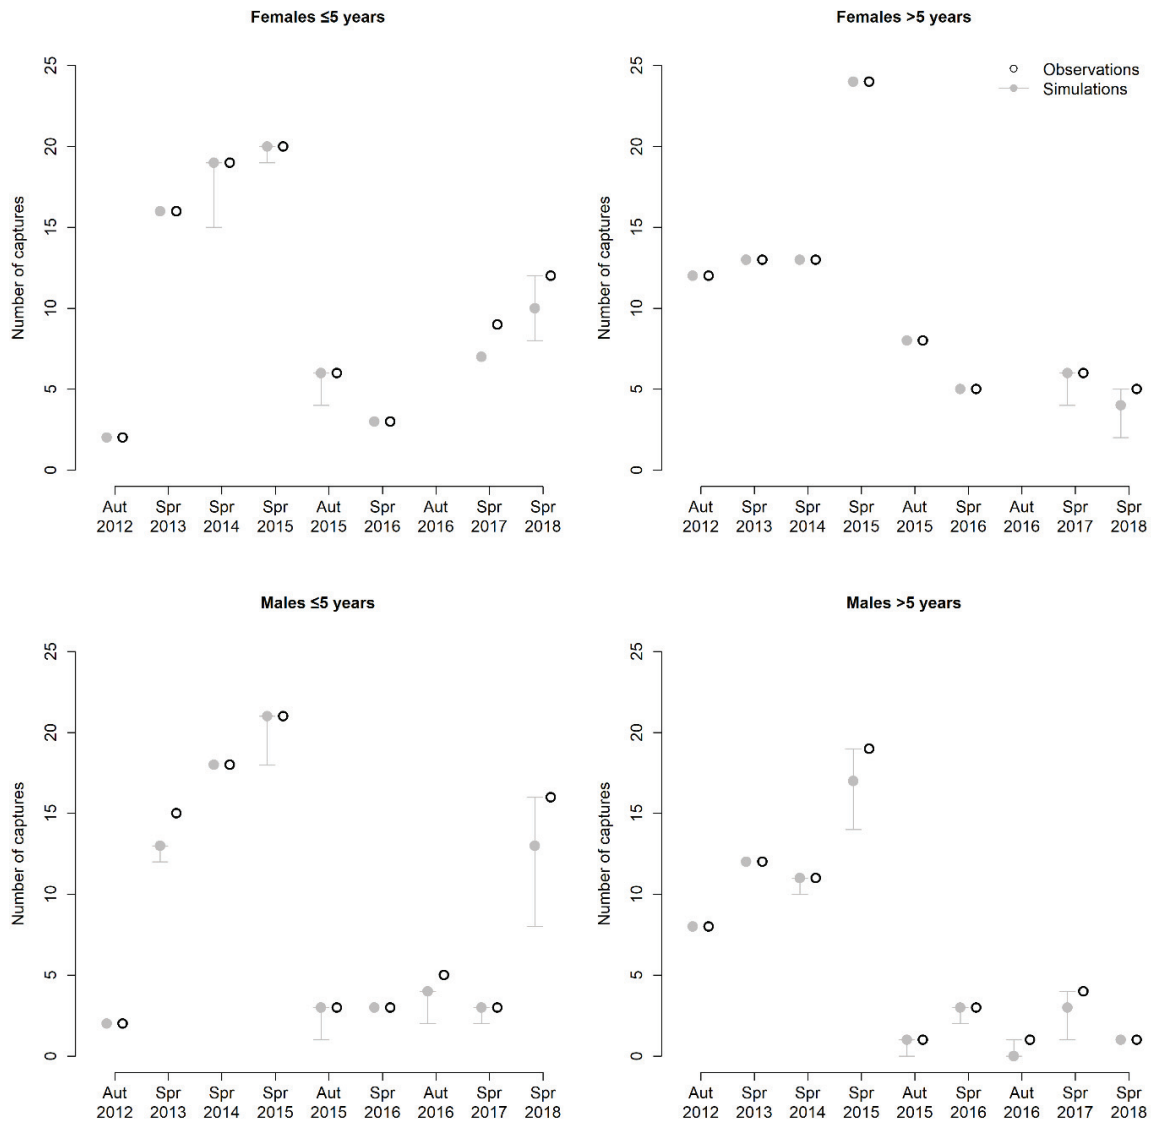 Females ≤5 years
Number of captures
25
20
15
10
5
0
Aut Spr Spr Spr Aut Spr Aut Spr Spr
2012 2013 2014 2015 2015 2016 2016 2017 2018
Females >5 years
Observations
Simulations
Number of captures
25
20
15
10
5
0
Aut Spr Spr Spr Aut Spr Aut Spr Spr
2012 2013 2014 2015 2015 2016 2016 2017 2018
Males ≤5 years
Number of captures
25
20
15
10
5
0
Aut Spr Spr Spr Aut Spr Aut Spr Spr
2012 2013 2014 2015 2015 2016 2016 2017 2018
Males >5 years
Number of captures
25
20
15
10
5
0
Aut Spr Spr Spr Aut Spr Aut Spr Spr
2012 2013 2014 2015 2015 2016 2016 2017 2018